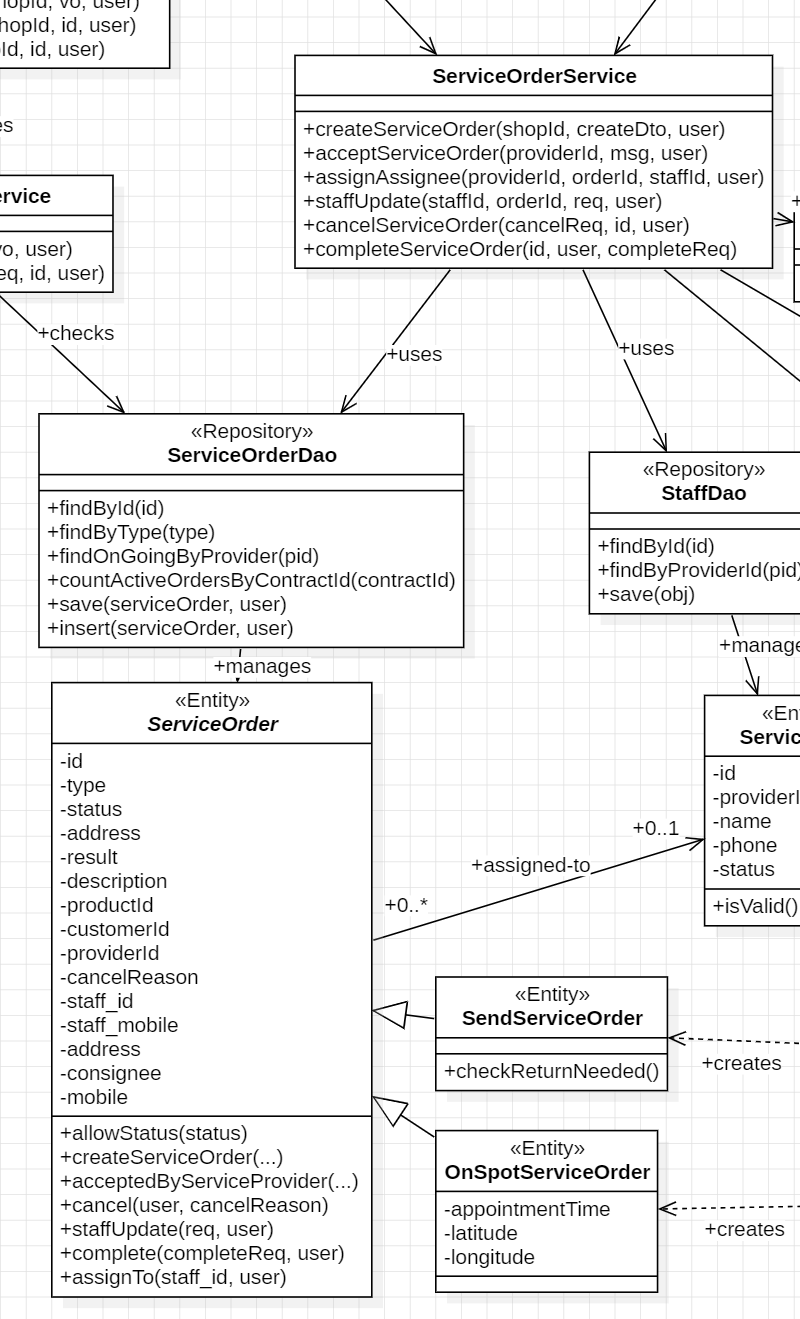 vo, user)
hopId, id, user)
Id, id, user)
ServiceOrderService
+createServiceOrder(shopId, createDto, user)
+acceptServiceOrder(providerId, msg, user)
+assignAssignee(providerId, orderId, staffId, user)
+staffUpdate(staffId, orderId, req, user)
+cancelServiceOrder(cancelReq, id, user)
+completeServiceOrder(id, user, completeReq)
es
ervice
vo, user)
eq, id, user)
+
+checks
+uses
+uses
«Repository»
ServiceOrderDao
+findById(id)
+findByType(type)
+findOnGoingByProvider(pid)
+countActiveOrdersByContractId(contractId)
+save(serviceOrder, user)
+insert(serviceOrder, user)
«Repository»
StaffDao
+findById(id)
+findByProviderId(pid)
+save(obj)
+manages
+manage
«Entity»
ServiceOrder
-id
-type
-status
-address
-result
-description
-productId
-customerId
-providerId
-cancelReason
-staff_id
-staff_mobile
-address
-consignee
-mobile
+allowStatus(status)
+createServiceOrder(...)
+acceptedByServiceProvider(...)
+cancel(user, cancelReason)
+staffUpdate(req, user)
+complete(completeReq, user)
+assignTo(staff_id, user)
«En
Servic
-id
-providerI
-name
-phone
-status
+isValid()
+0..1
+assigned-to
+0..*
«Entity»
SendServiceOrder
+checkReturnNeeded()
+creates
«Entity»
OnSpotServiceOrder
-appointmentTime
-latitude
-longitude
+creates